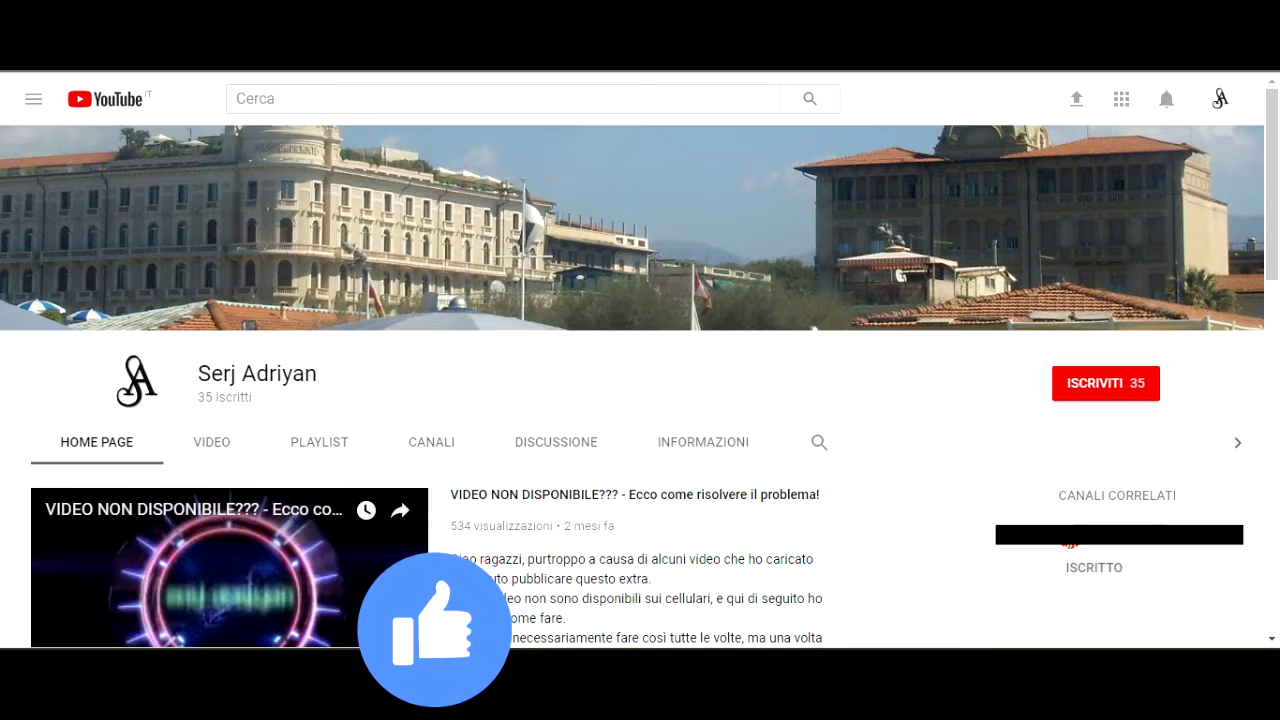 YouTube IT
Cerca
Serj Adriyan
35 iscritti
ISCRIVITI 35
HOME PAGE VIDEO PLAYLIST CANALI DISCUSSIONE INFORMAZIONI
VIDEO NON DISPONIBILE??? - Ecco co...
VIDEO NON DISPONIBILE??? - Ecco come risolvere il problema!
534 visualizzazioni • 2 mesi fa
ragazzi, purtroppo a causa di alcuni video che ho caricato
pubblicare questo extra.
non sono disponibili sui cellulari, e qui di seguito ho
come fare.
necessariamente fare così tutte le volte, ma una volta
CANALI CORRELATI
ISCRITTO